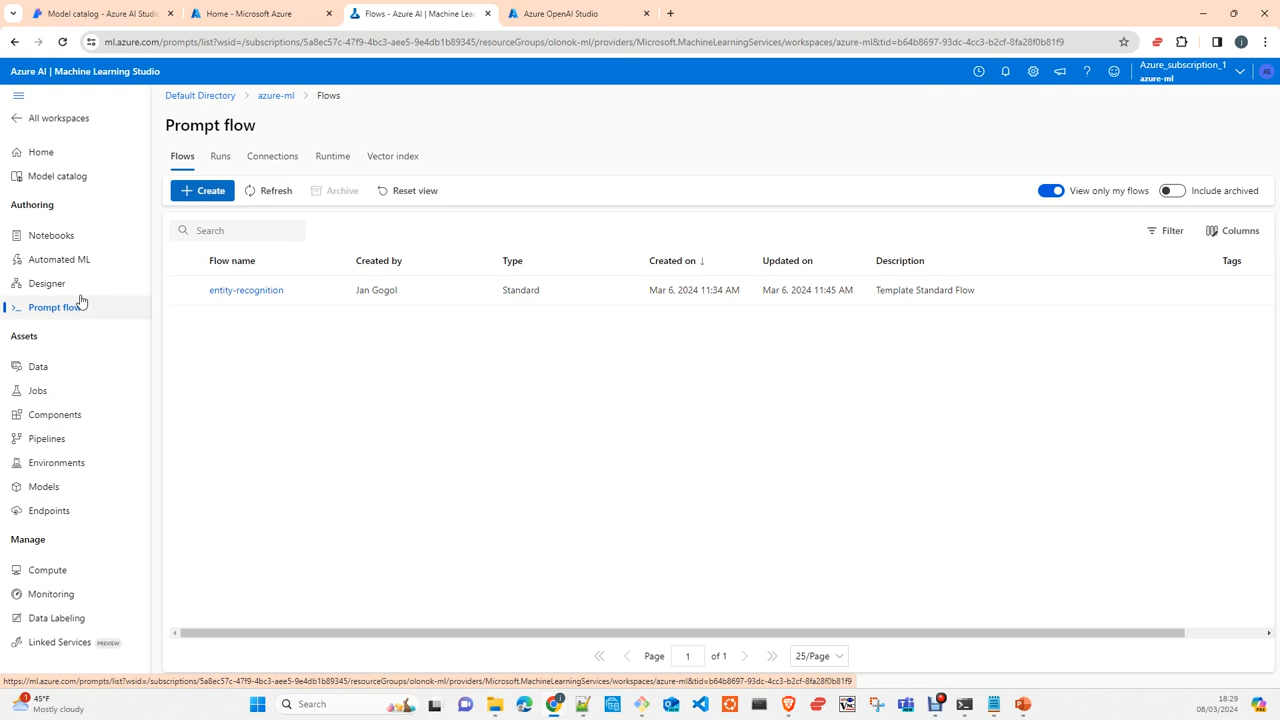 Model catalog - Azure AI Studi
Home - Microsoft Azure
Flows - Azure AI | Machine Lear
Azure OpenAI Studio
ml.azure.com/prompts/list?wsid=/subscriptions/5a8ec57c-47f9-4bc3-aee5-9e4db1b89345/resourceGroups/olonok-ml/providers/Microsoft.MachineLearningServices/workspaces/azure-ml&tid=b64b8697-93dc-4cc3-b2cf-8fa28f0b81f9
Azure AI | Machine Learning Studio
Azure_subscription_1
azure-ml
JG
All workspaces
Home
Model catalog
Authoring
Notebooks
Automated ML
Designer
Prompt flow
Assets
Data
Jobs
Components
Pipelines
Environments
Models
Endpoints
Manage
Compute
Monitoring
Data Labeling
Linked Services PREVIEW
Default Directory > azure-ml > Flows
Prompt flow
Flows Runs Connections Runtime Vector index
Create Refresh Archive Reset view View only my flows Include archived
Search Filter Columns
Flow name Created by Type Created on ↓ Updated on Description Tags
entity-recognition Jan Gogol Standard Mar 6, 2024 11:34 AM Mar 6, 2024 11:45 AM Template Standard Flow
Page 1 of 1 25/Page
https://ml.azure.com/prompts/list?wsid=/subscriptions/5a8ec57c-47f9-4bc3-aee5-9e4db1b89345/resourceGroups/olonok-ml/providers/Microsoft.MachineLearningServices/workspaces/azure-ml&tid=b64b8697-93dc-4cc3-b2cf-8fa28f0b81f9
45°F
Mostly cloudy
Search
18:29
08/03/2024